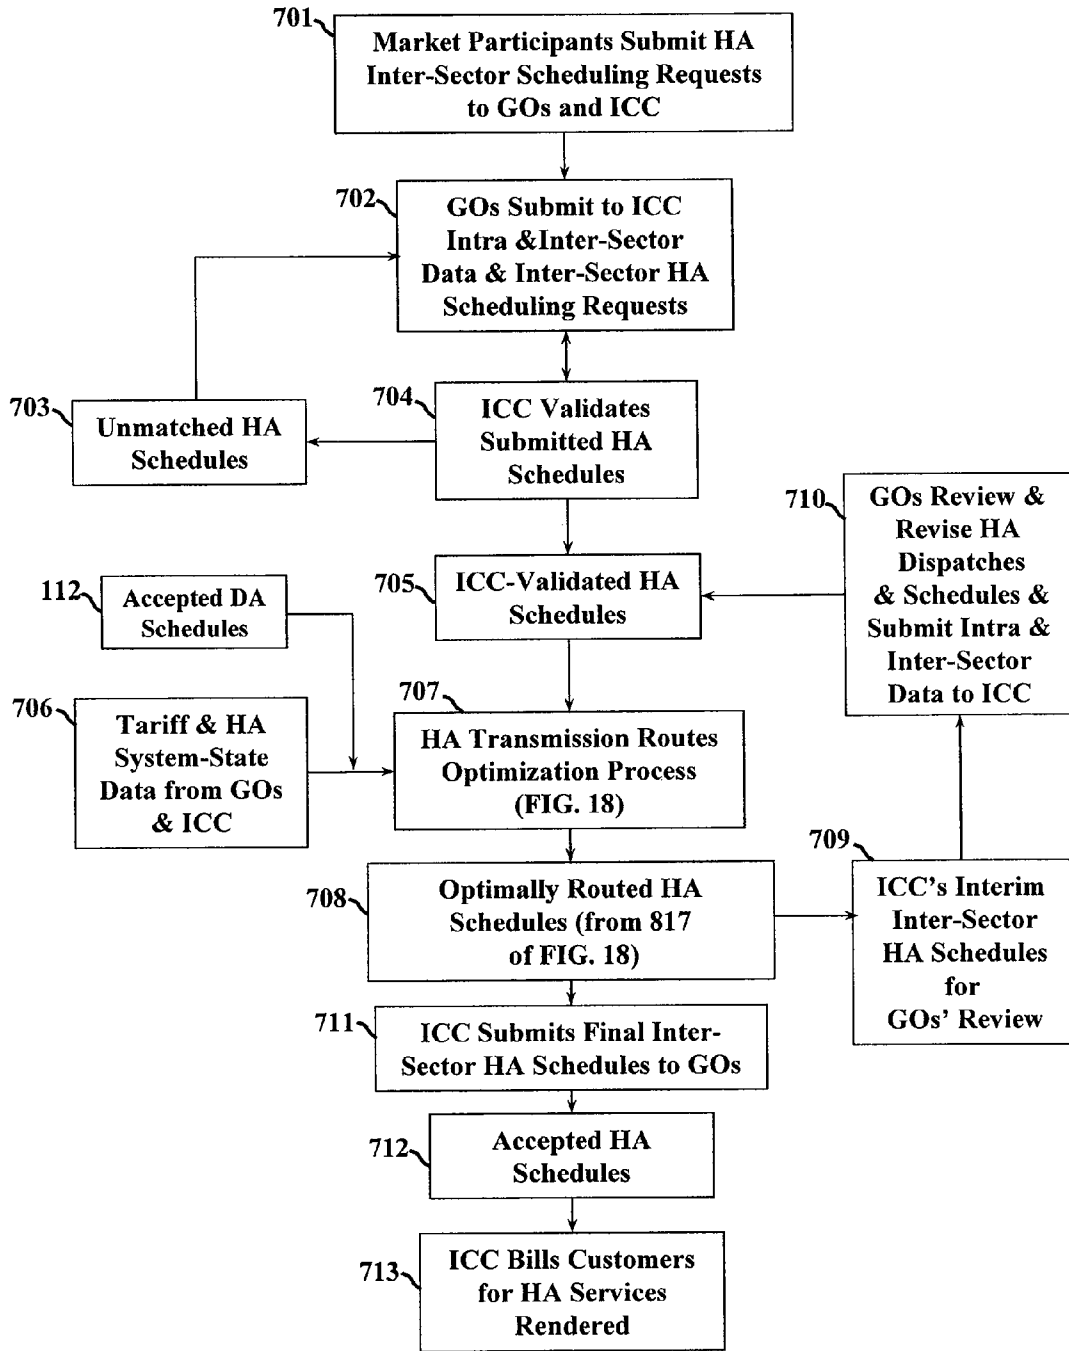 701
Market Participants Submit HA
Inter-Sector Scheduling Requests
to GOs and ICC
702
GOs Submit to ICC
Intra &Inter-Sector
Data & Inter-Sector HA
Scheduling Requests
703
Unmatched HA
Schedules
704
ICC Validates
Submitted HA
Schedules
710
GOs Review &
Revise HA
Dispatches
& Schedules &
Submit Intra &
Inter-Sector
Data to ICC
112
Accepted DA
Schedules
705
ICC-Validated HA
Schedules
706
Tariff & HA
System-State
Data from GOs
& ICC
707
HA Transmission Routes
Optimization Process
(FIG. 18)
708
Optimally Routed HA
Schedules (from 817
of FIG. 18)
709
ICC's Interim
Inter-Sector
HA Schedules
for
GOs' Review
711
ICC Submits Final Inter-
Sector HA Schedules to GOs
712
Accepted HA
Schedules
713
ICC Bills Customers
for HA Services
Rendered